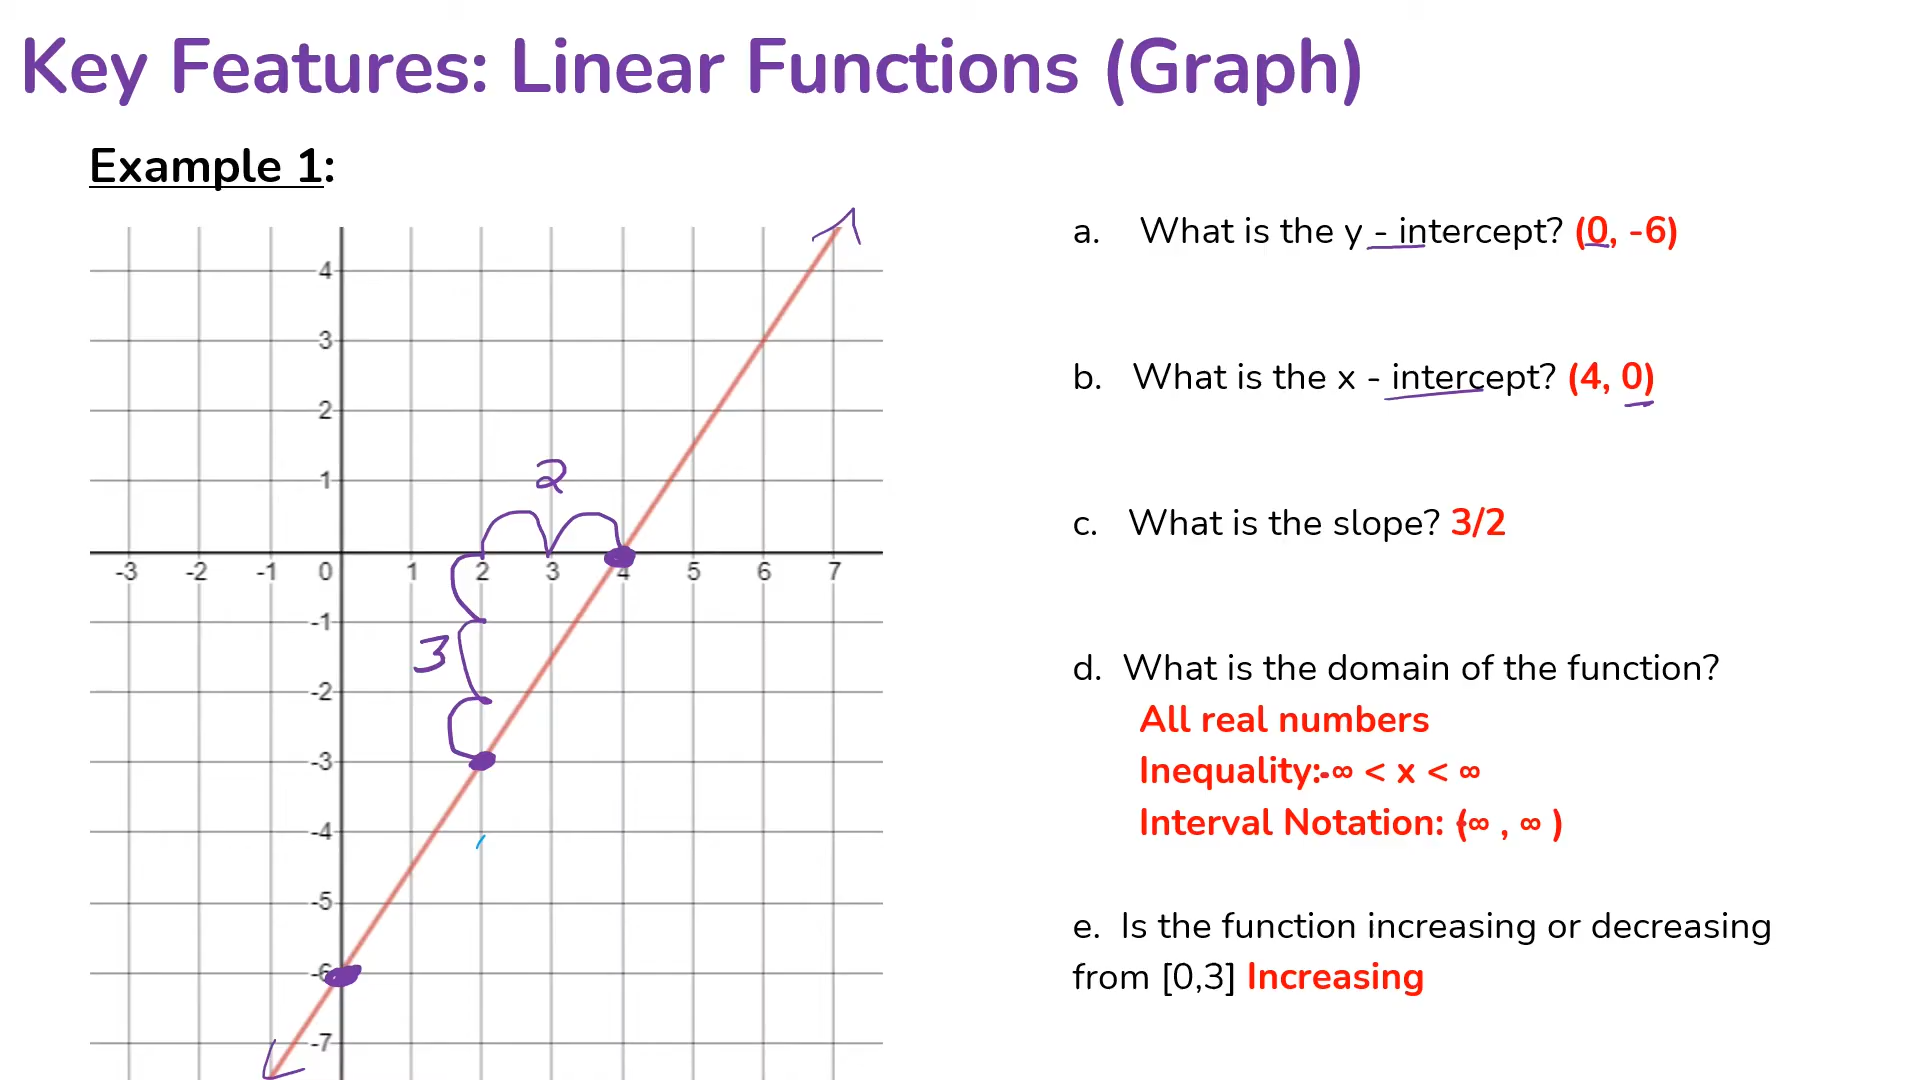 Key Features: Linear Functions (Graph)
Example 1:
a. What is the y - intercept? (0, -6)
b. What is the x - intercept? (4, 0)
c. What is the slope? 3/2
d. What is the domain of the function?
All real numbers
Inequality:-∞ < x < ∞
Interval Notation: (-∞ , ∞ )
e. Is the function increasing or decreasing
from [0,3] Increasing
4
3
2
1
2
-3 -2 -1 0 1 2 3 4 5 6 7
-1
3
-2
-3
-4
-5
-6
-7